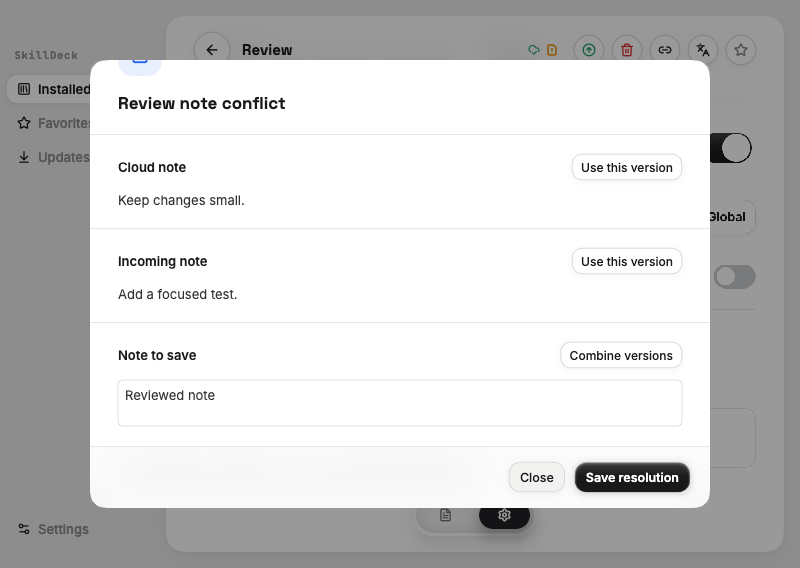 SkillDeck
Review
Installed
Favorites
Updates
Global
Review note conflict
Cloud note
Use this version
Keep changes small.
Incoming note
Use this version
Add a focused test.
Note to save
Combine versions
Reviewed note
Close
Save resolution
Settings